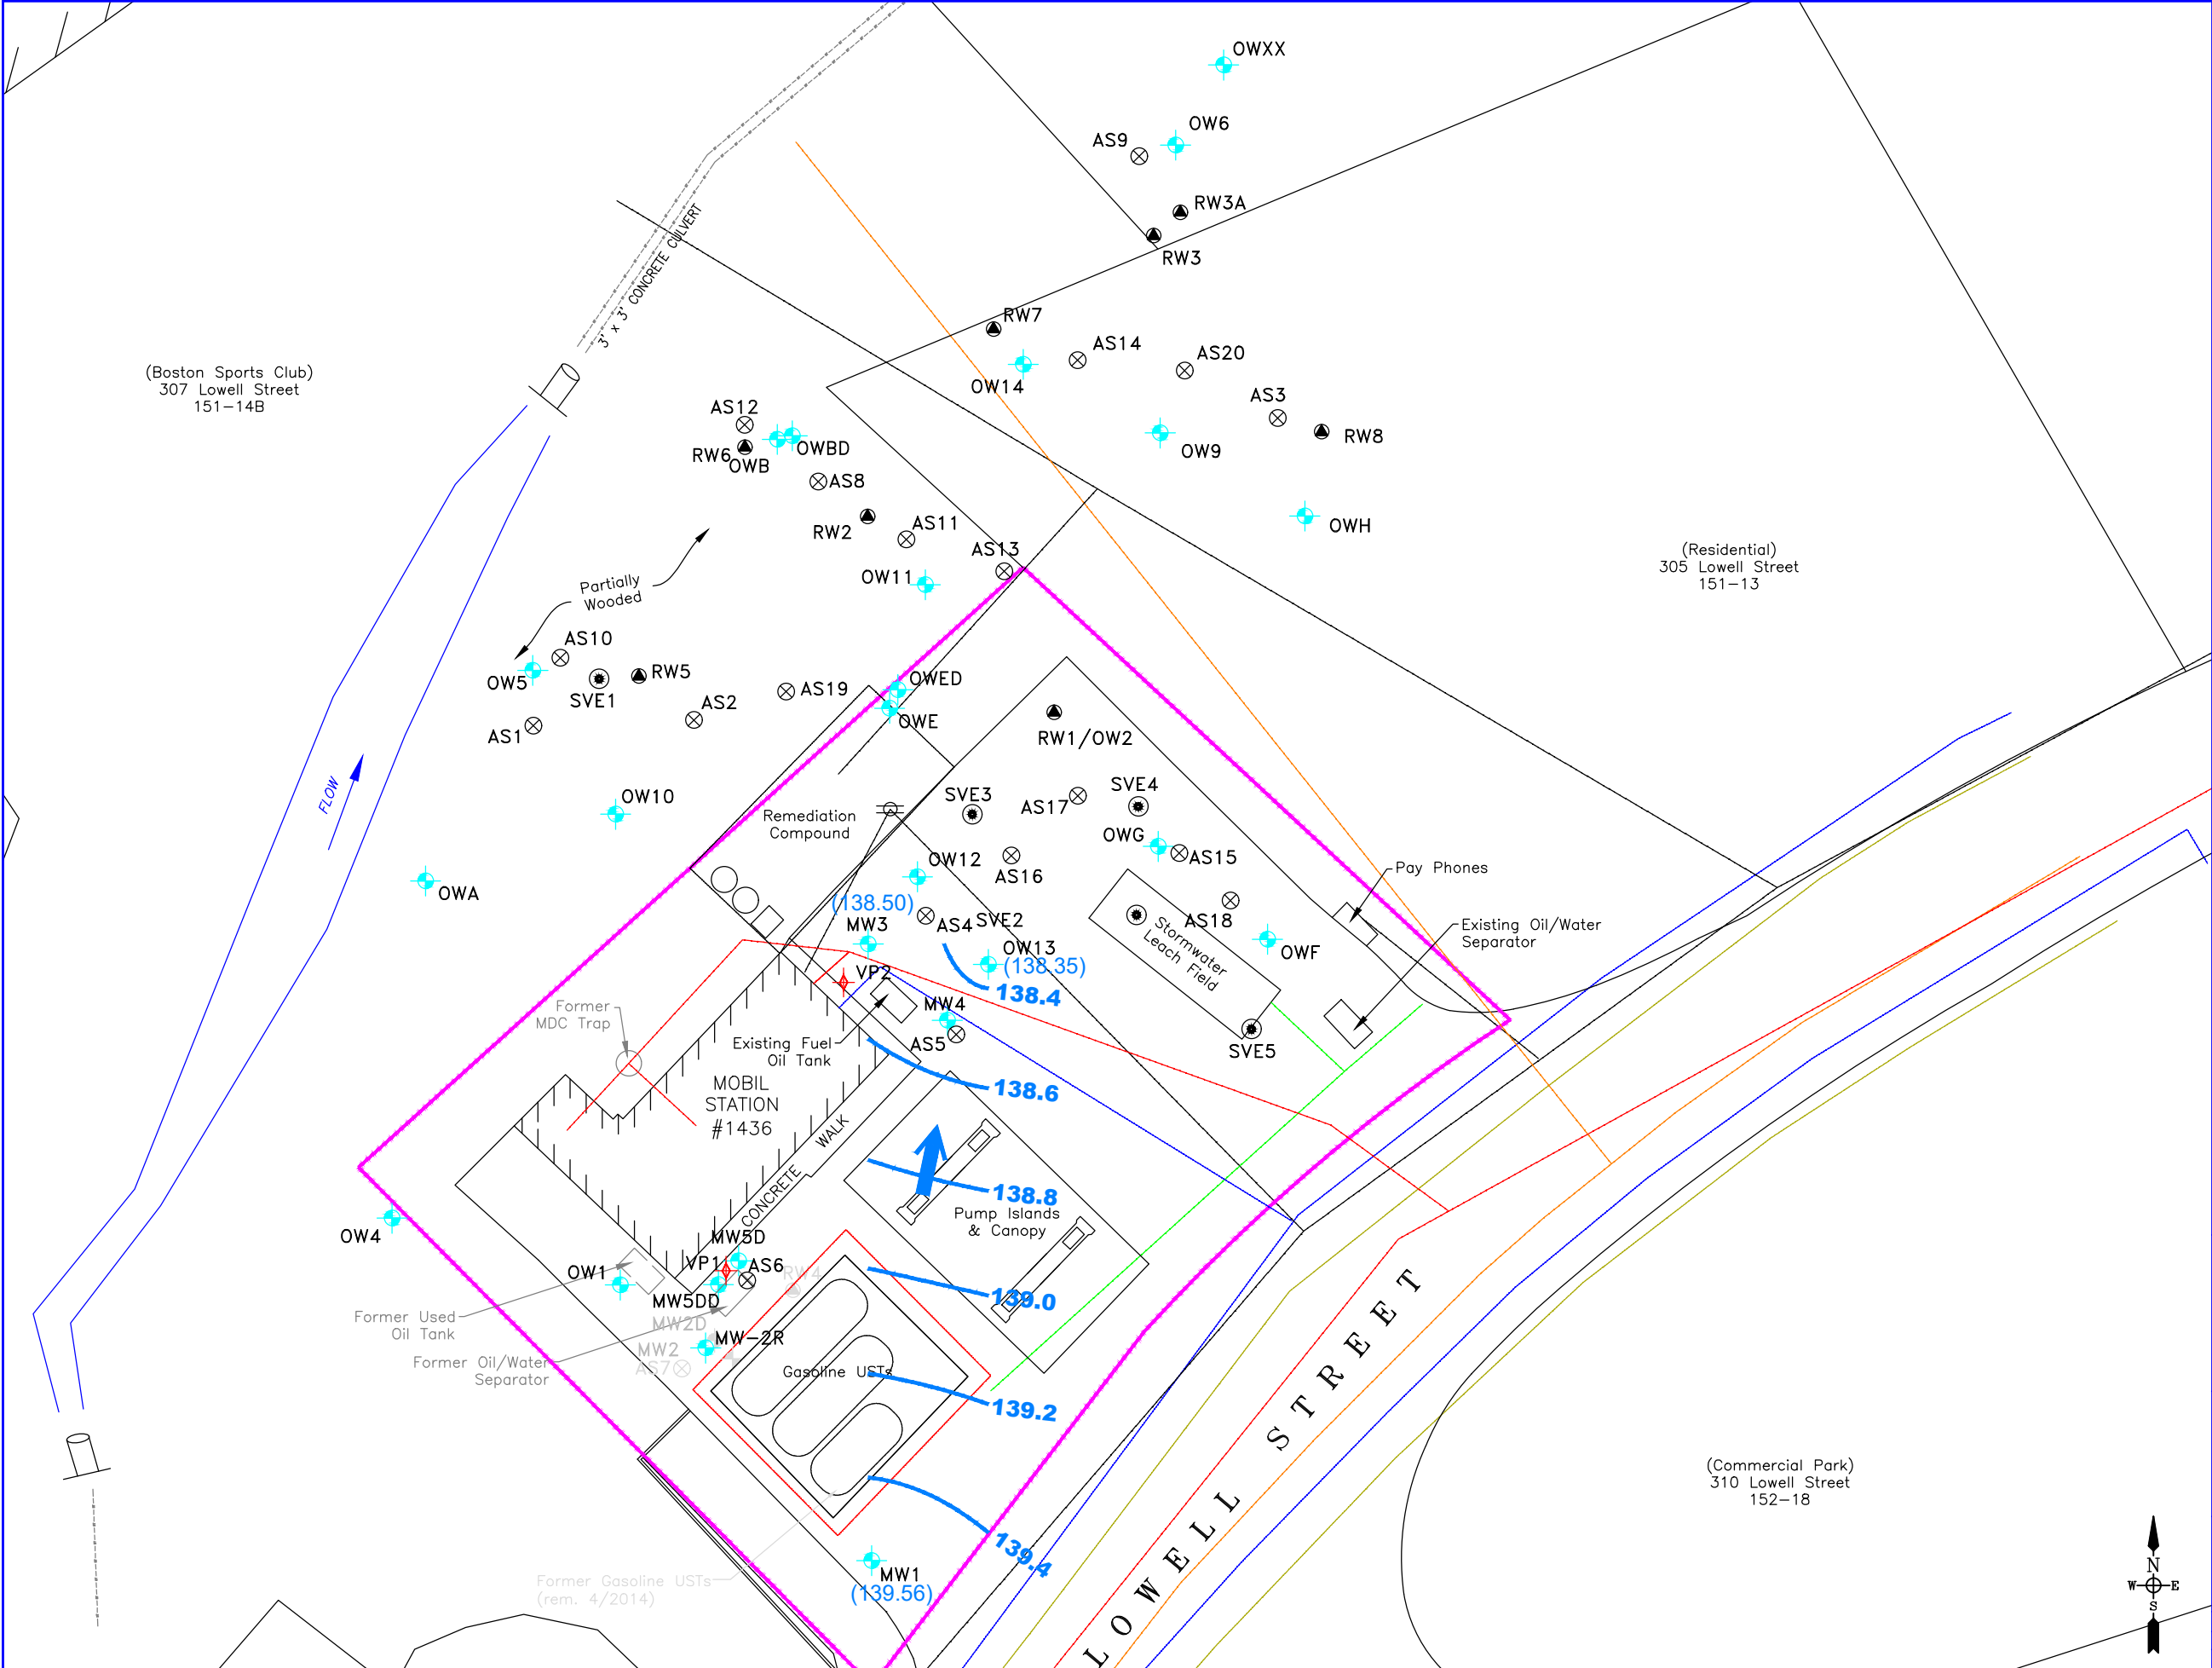 OWXX
OW6
AS9
RW3A
RW3
3' x 3' CONCRETE CULVERT
RW7
AS14
AS20
OW14
AS3
RW8
OW9
OWH
(Boston Sports Club)
307 Lowell Street
151-14B
AS12
OWBD
RW6
OWB
AS8
RW2
AS11
AS13
OW11
(Residential)
305 Lowell Street
151-13
Partially
Wooded
AS10
OW5
SVE1
RW5
AS2
AS19
OWED
OWE
AS1
RW1/OW2
FLOW
OW10
Remediation
Compound
SVE3
AS17
SVE4
OWG
AS15
OW12
AS16
Pay Phones
OWA
(138.50)
MW3
AS4
SVE2
AS18
Stormwater
Leach Field
OWF
Existing Oil/Water
Separator
OW13
(138.35)
138.4
VP2
MW4
Former
MDC Trap
Existing Fuel
Oil Tank
AS5
SVE5
MOBIL
STATION
#1436
138.6
CONCRETE WALK
138.8
Pump Islands
& Canopy
OW4
MW5D
VP1
AS6
OW1
RW4
MW5DD
139.0
Former Used
Oil Tank
MW2D
MW-2R
MW2
AS7
Former Oil/Water
Separator
Gasoline USTs
139.2
LOWELL STREET
139.4
MW1
(139.56)
Former Gasoline USTs
(rem. 4/2014)
(Commercial Park)
310 Lowell Street
152-18
N
W
E
S